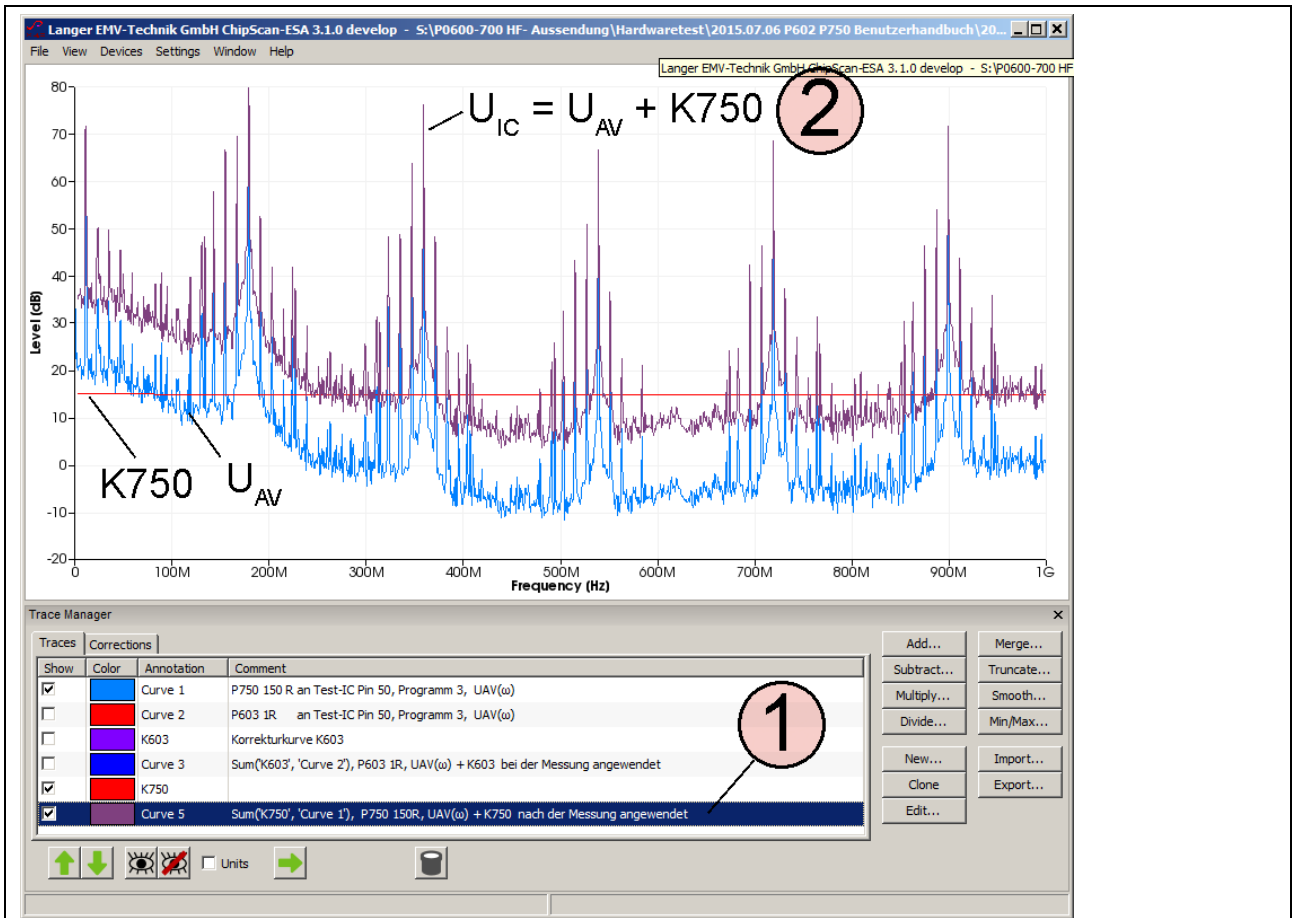 Langer EMV-Technik GmbH ChipScan-ESA 3.1.0 develop - S:\P0600-700 HF- Aussendung\Hardwaretest\2015.07.06 P602 P750 Benutzerhandbuch\20...
File View Devices Settings Window Help
Langer EMV-Technik GmbH ChipScan-ESA 3.1.0 develop - S:\P0600-700 HF
80
70
60
50
40
30
20
10
0
-10
-20
Level (dB)
U IC = U AV + K750
2
K750
U AV
0 100M 200M 300M 400M 500M 600M 700M 800M 900M 1G
Frequency (Hz)
Trace Manager
Traces Corrections
Show Color Annotation Comment
Curve 1 P750 150 R an Test-IC Pin 50, Programm 3, UAV(ω)
Curve 2 P603 1R an Test-IC Pin 50, Programm 3, UAV(ω)
K603 Korrekturkurve K603
Curve 3 Sum('K603', 'Curve 2'), P603 1R, UAV(ω) + K603 bei der Messung angewendet
K750
Curve 5 Sum('K750', 'Curve 1'), P750 150R, UAV(ω) + K750 nach der Messung angewendet
1
Add... Merge...
Subtract... Truncate...
Multiply... Smooth...
Divide... Min/Max...
New... Import...
Clone Export...
Edit...
Units